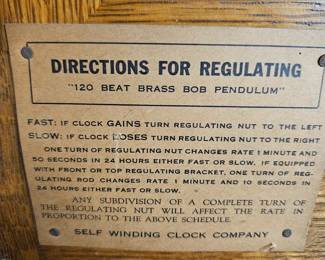 DIRECTIONS FOR REGULATING
"120 BEAT BRASS BOB PENDULUM"
FAST: IF CLOCK GAINS TURN REGULATING NUT TO THE LEFT
SLOW: IF CLOCK LOSES TURN REGULATING NUT TO THE RIGHT
ONE TURN OF REGULATING NUT CHANGES RATE 1 MINUTE AND
50 SECONDS IN 24 HOURS EITHER FAST OR SLOW. IF EQUIPPED
WITH FRONT OR TOP REGULATING BRACKET, ONE TURN OF REG-
ULATING ROD CHANGES RATE 1 MINUTE AND 10 SECONDS IN
24 HOURS EITHER FAST OR SLOW.
ANY SUBDIVISION OF A COMPLETE TURN OF
THE REGULATING NUT WILL AFFECT THE RATE IN
PROPORTION TO THE ABOVE SCHEDULE.
SELF WINDING CLOCK COMPANY